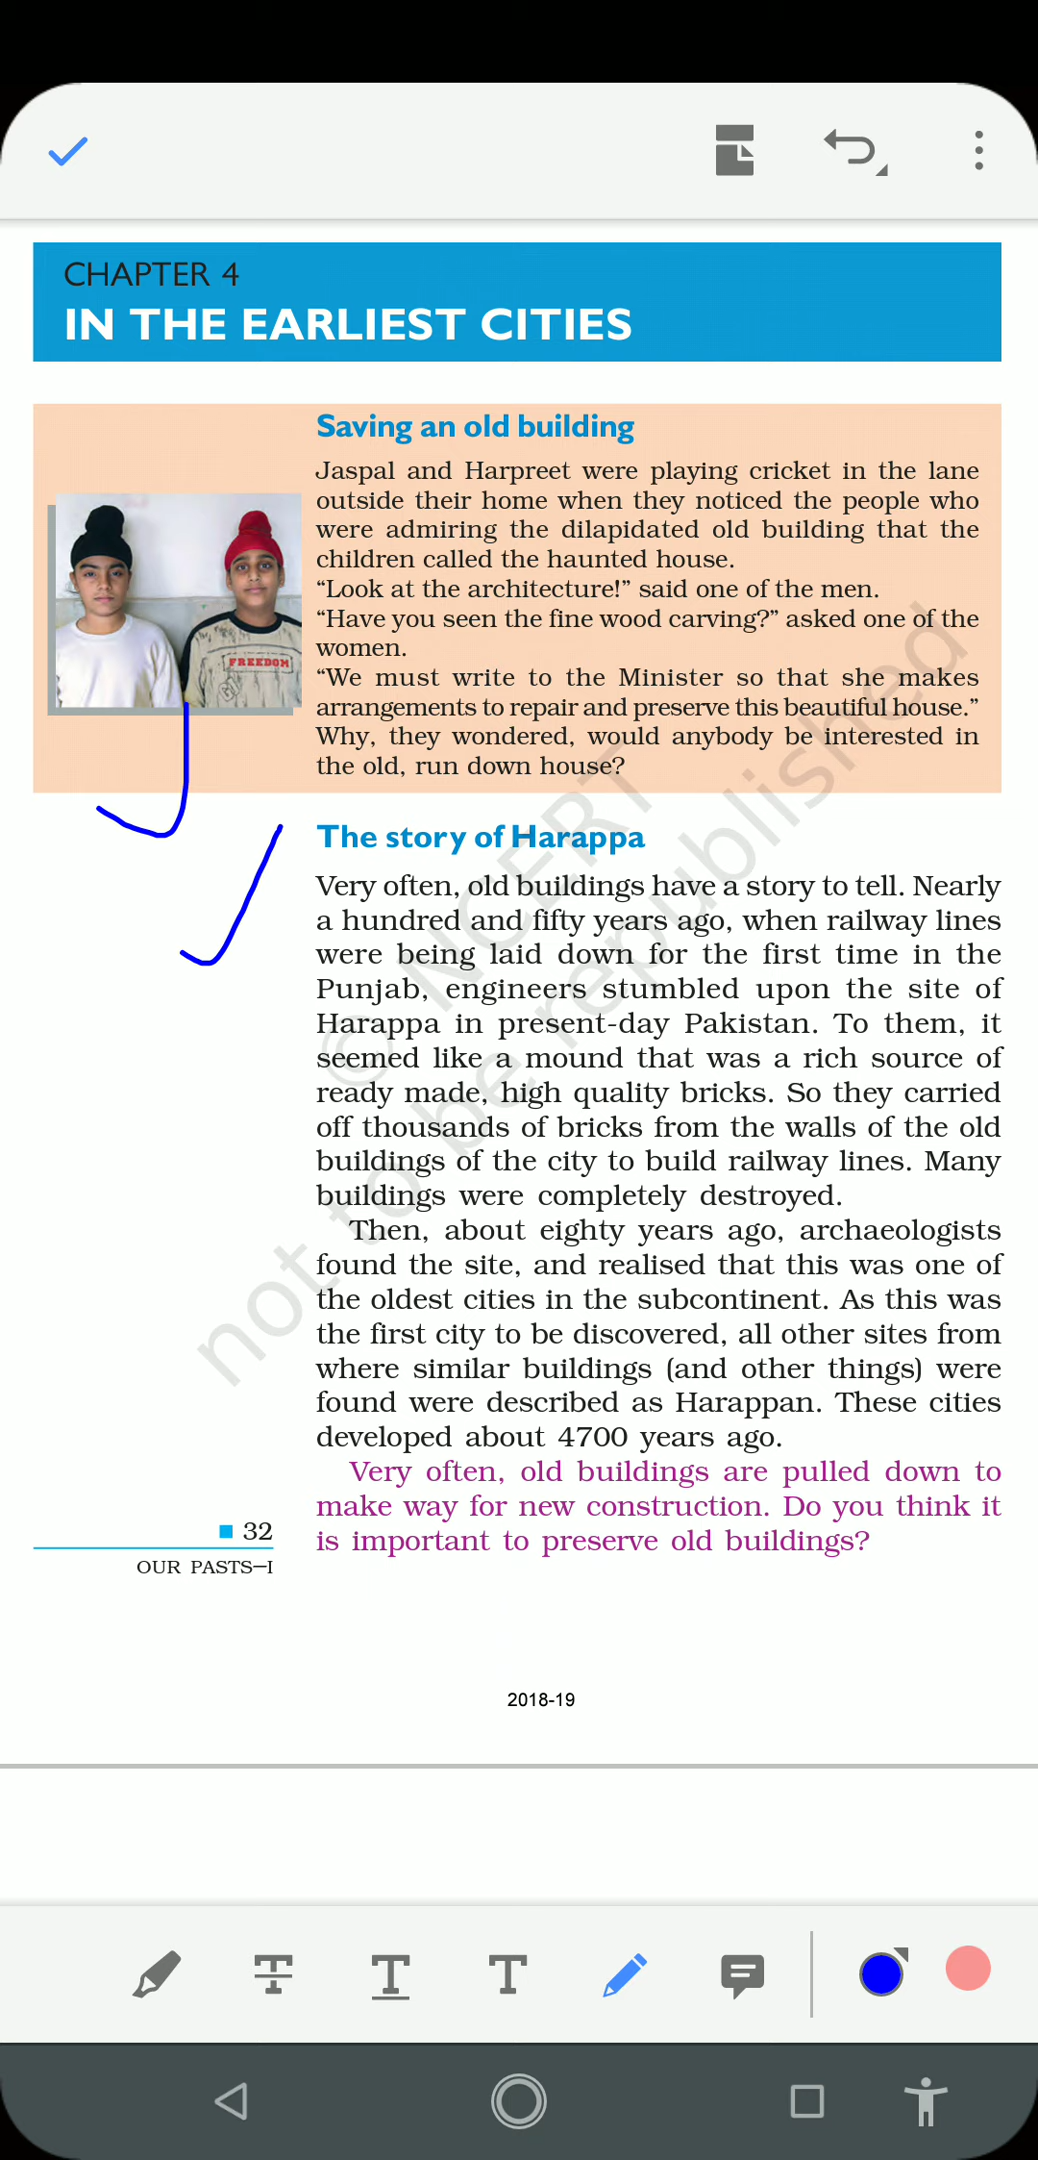 CHAPTER 4
IN THE EARLIEST CITIES
Saving an old building
Jaspal and Harpreet were playing cricket in the lane
outside their home when they noticed the people who
were admiring the dilapidated old building that the
children called the haunted house.
“Look at the architecture!” said one of the men.
“Have you seen the fine wood carving?” asked one of the
women.
“We must write to the Minister so that she makes
arrangements to repair and preserve this beautiful house.”
Why, they wondered, would anybody be interested in
the old, run down house?
FREEDOM
The story of Harappa
Very often, old buildings have a story to tell. Nearly
a hundred and fifty years ago, when railway lines
were being laid down for the first time in the
Punjab, engineers stumbled upon the site of
Harappa in present-day Pakistan. To them, it
seemed like a mound that was a rich source of
ready made, high quality bricks. So they carried
off thousands of bricks from the walls of the old
buildings of the city to build railway lines. Many
buildings were completely destroyed.
Then, about eighty years ago, archaeologists
found the site, and realised that this was one of
the oldest cities in the subcontinent. As this was
the first city to be discovered, all other sites from
where similar buildings (and other things) were
found were described as Harappan. These cities
developed about 4700 years ago.
Very often, old buildings are pulled down to
make way for new construction. Do you think it
is important to preserve old buildings?
32
OUR PASTS—I
© NCERT
not to be republished
2018-19